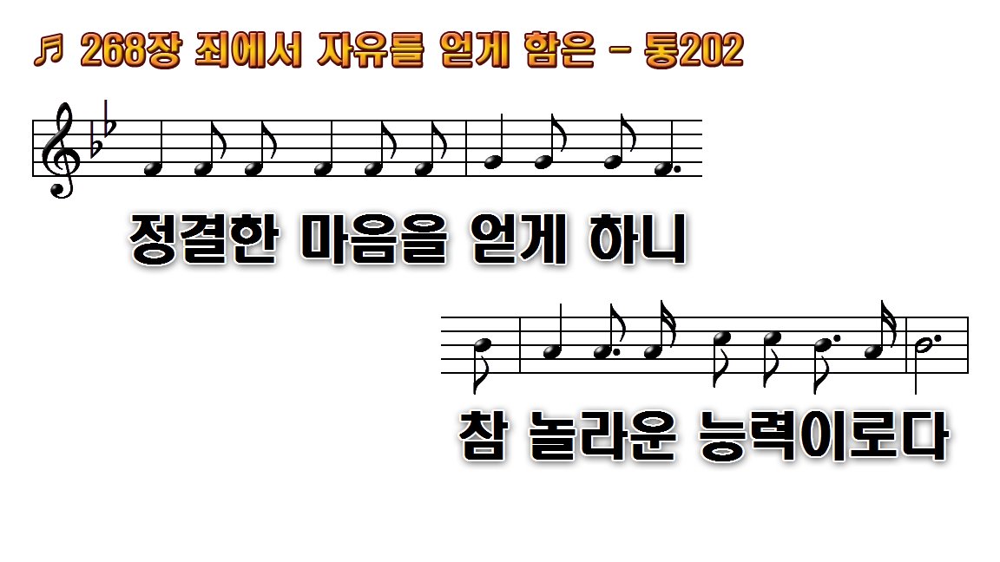 ♬ 268장 죄에서 자유를 얻게 함은 - 통202
정결한 마음을 얻게 하니
참 놀라운 능력이로다